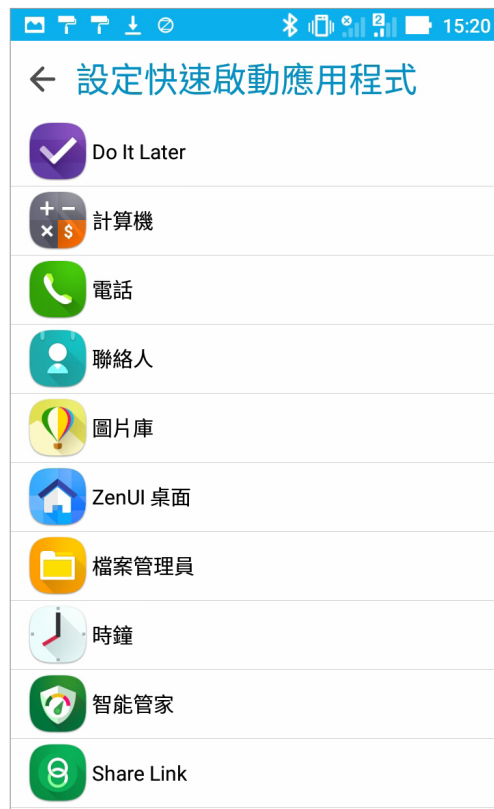 15:20
設定快速啟動應用程式
Do It Later
計算機
電話
聯絡人
圖片庫
ZenUI 桌面
檔案管理員
時鐘
智能管家
Share Link